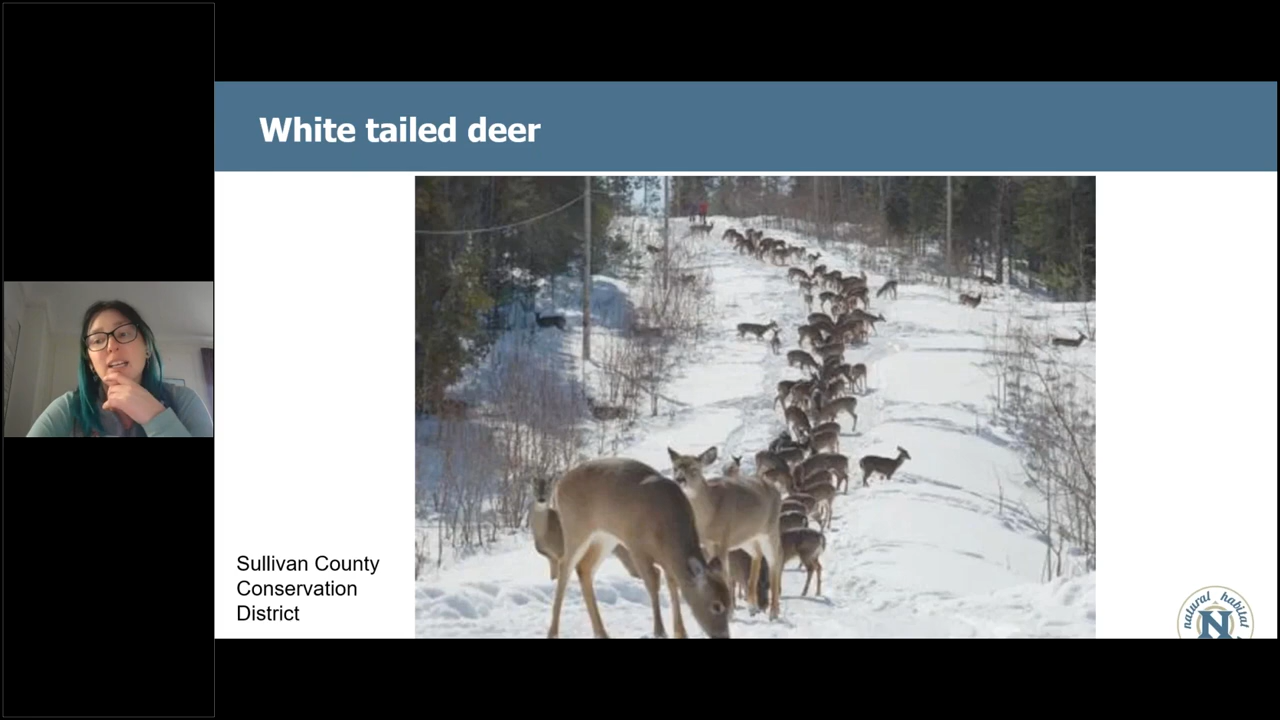 White tailed deer
Sullivan County
Conservation
District
natural habitat
N